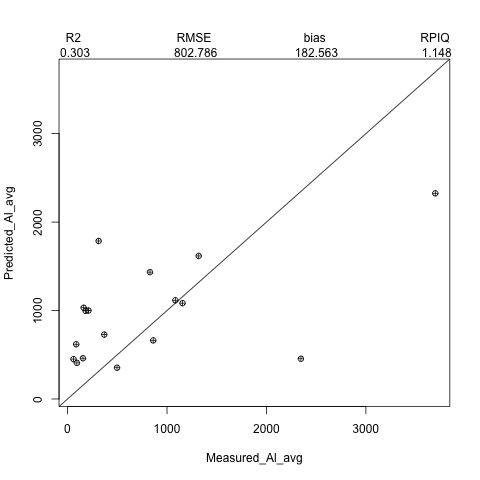 R2 RMSE bias RPIQ
0.303 802.786 182.563 1.148
3000
2000
1000
0
Predicted_Al_avg
0 1000 2000 3000
Measured_Al_avg